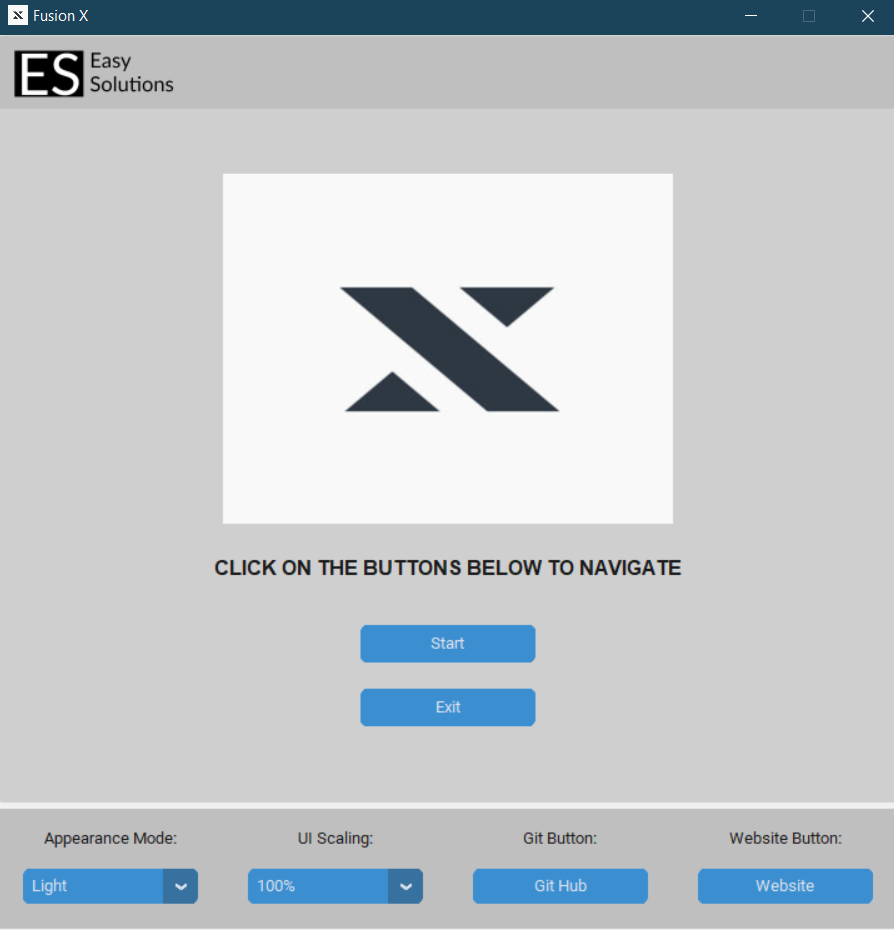 Fusion X
ES Easy
Solutions
CLICK ON THE BUTTONS BELOW TO NAVIGATE
Start
Exit
Appearance Mode: UI Scaling: Git Button: Website Button:
Light 100% Git Hub Website